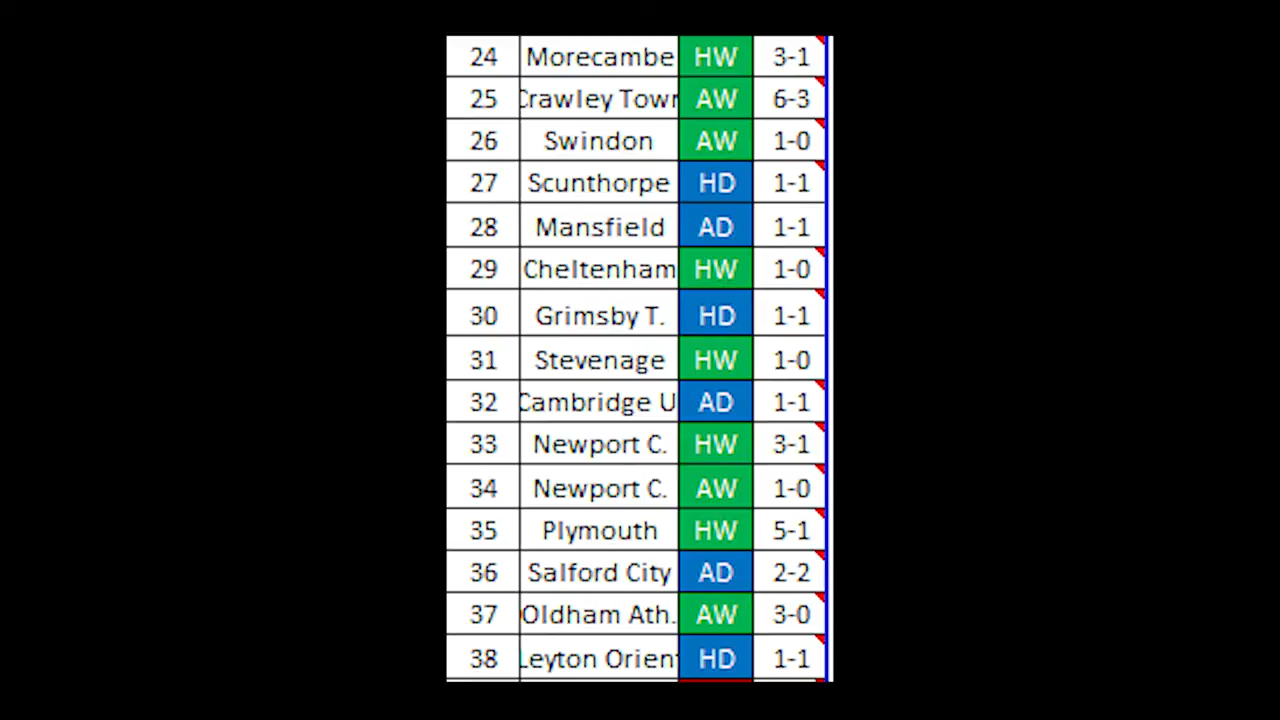 24 Morecambe HW 3-1
25 Crawley Town AW 6-3
26 Swindon AW 1-0
27 Scunthorpe HD 1-1
28 Mansfield AD 1-1
29 Cheltenham HW 1-0
30 Grimsby T. HD 1-1
31 Stevenage HW 1-0
32 Cambridge U AD 1-1
33 Newport C. HW 3-1
34 Newport C. AW 1-0
35 Plymouth HW 5-1
36 Salford City AD 2-2
37 Oldham Ath. AW 3-0
38 Leyton Orient HD 1-1